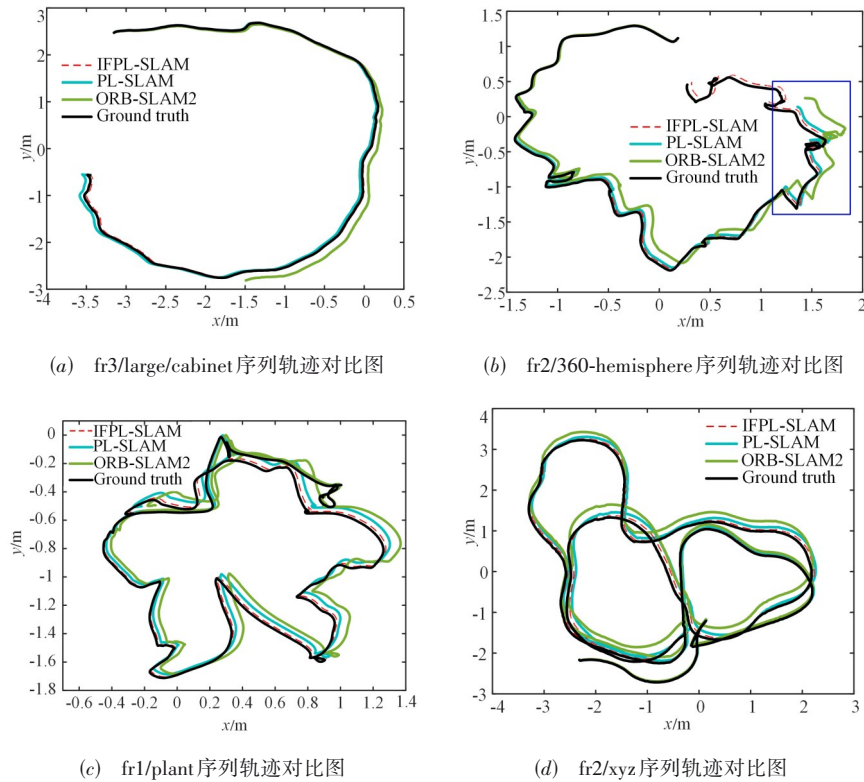 3
2
1
0
-1
-2
-3
y/m
IFPL-SLAM
PL-SLAM
ORB-SLAM2
Ground truth
-4 -3.5 -3 -2.5 -2 -1.5 -1 -0.5 0 0.5
x/m
(a) fr3/large/cabinet序列轨迹对比图
1.5
1
0.5
0
-0.5
-1
-1.5
-2
-2.5
y/m
IFPL-SLAM
PL-SLAM
ORB-SLAM2
Ground truth
-1.5 -1 -0.5 0 0.5 1 1.5 2
x/m
(b) fr2/360-hemisphere序列轨迹对比图
0
-0.2
-0.4
-0.6
-0.8
-1
-1.2
-1.4
-1.6
-1.8
y/m
IFPL-SLAM
PL-SLAM
ORB-SLAM2
Ground truth
-0.6 -0.4 -0.2 0 0.2 0.4 0.6 0.8 1 1.2 1.4
x/m
(c) fr1/plant序列轨迹对比图
4
3
2
1
0
-1
-2
-3
y/m
IFPL-SLAM
PL-SLAM
ORB-SLAM2
Ground truth
-4 -3 -2 -1 0 1 2 3
x/m
(d) fr2/xyz序列轨迹对比图